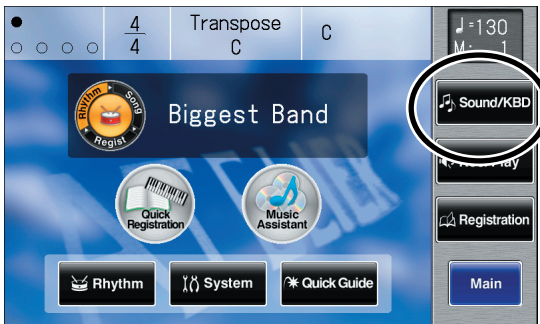 4
4
Transpose
C
C
♩=130
M: 1
Rhythm
Song
Regist
Biggest Band
Sound/KBD
Quick
Registration
Music
Assistant
Registration
Rhythm
System
Quick Guide
Main